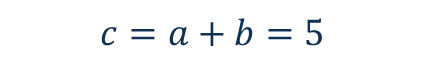 c = a + b = 5